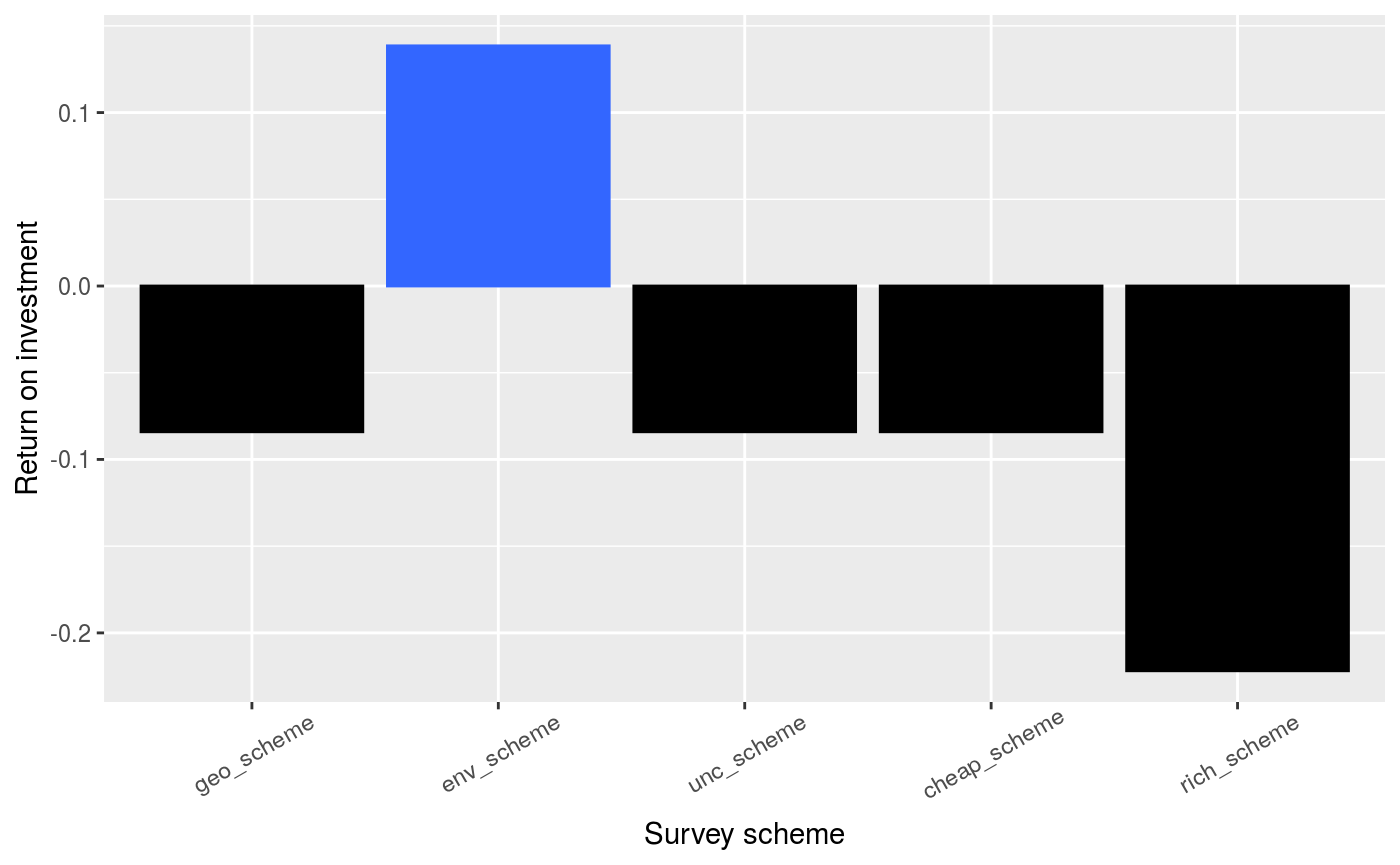 Return on investment
0.1
0.0
-0.1
-0.2
geo_scheme
env_scheme
unc_scheme
cheap_scheme
rich_scheme
Survey scheme